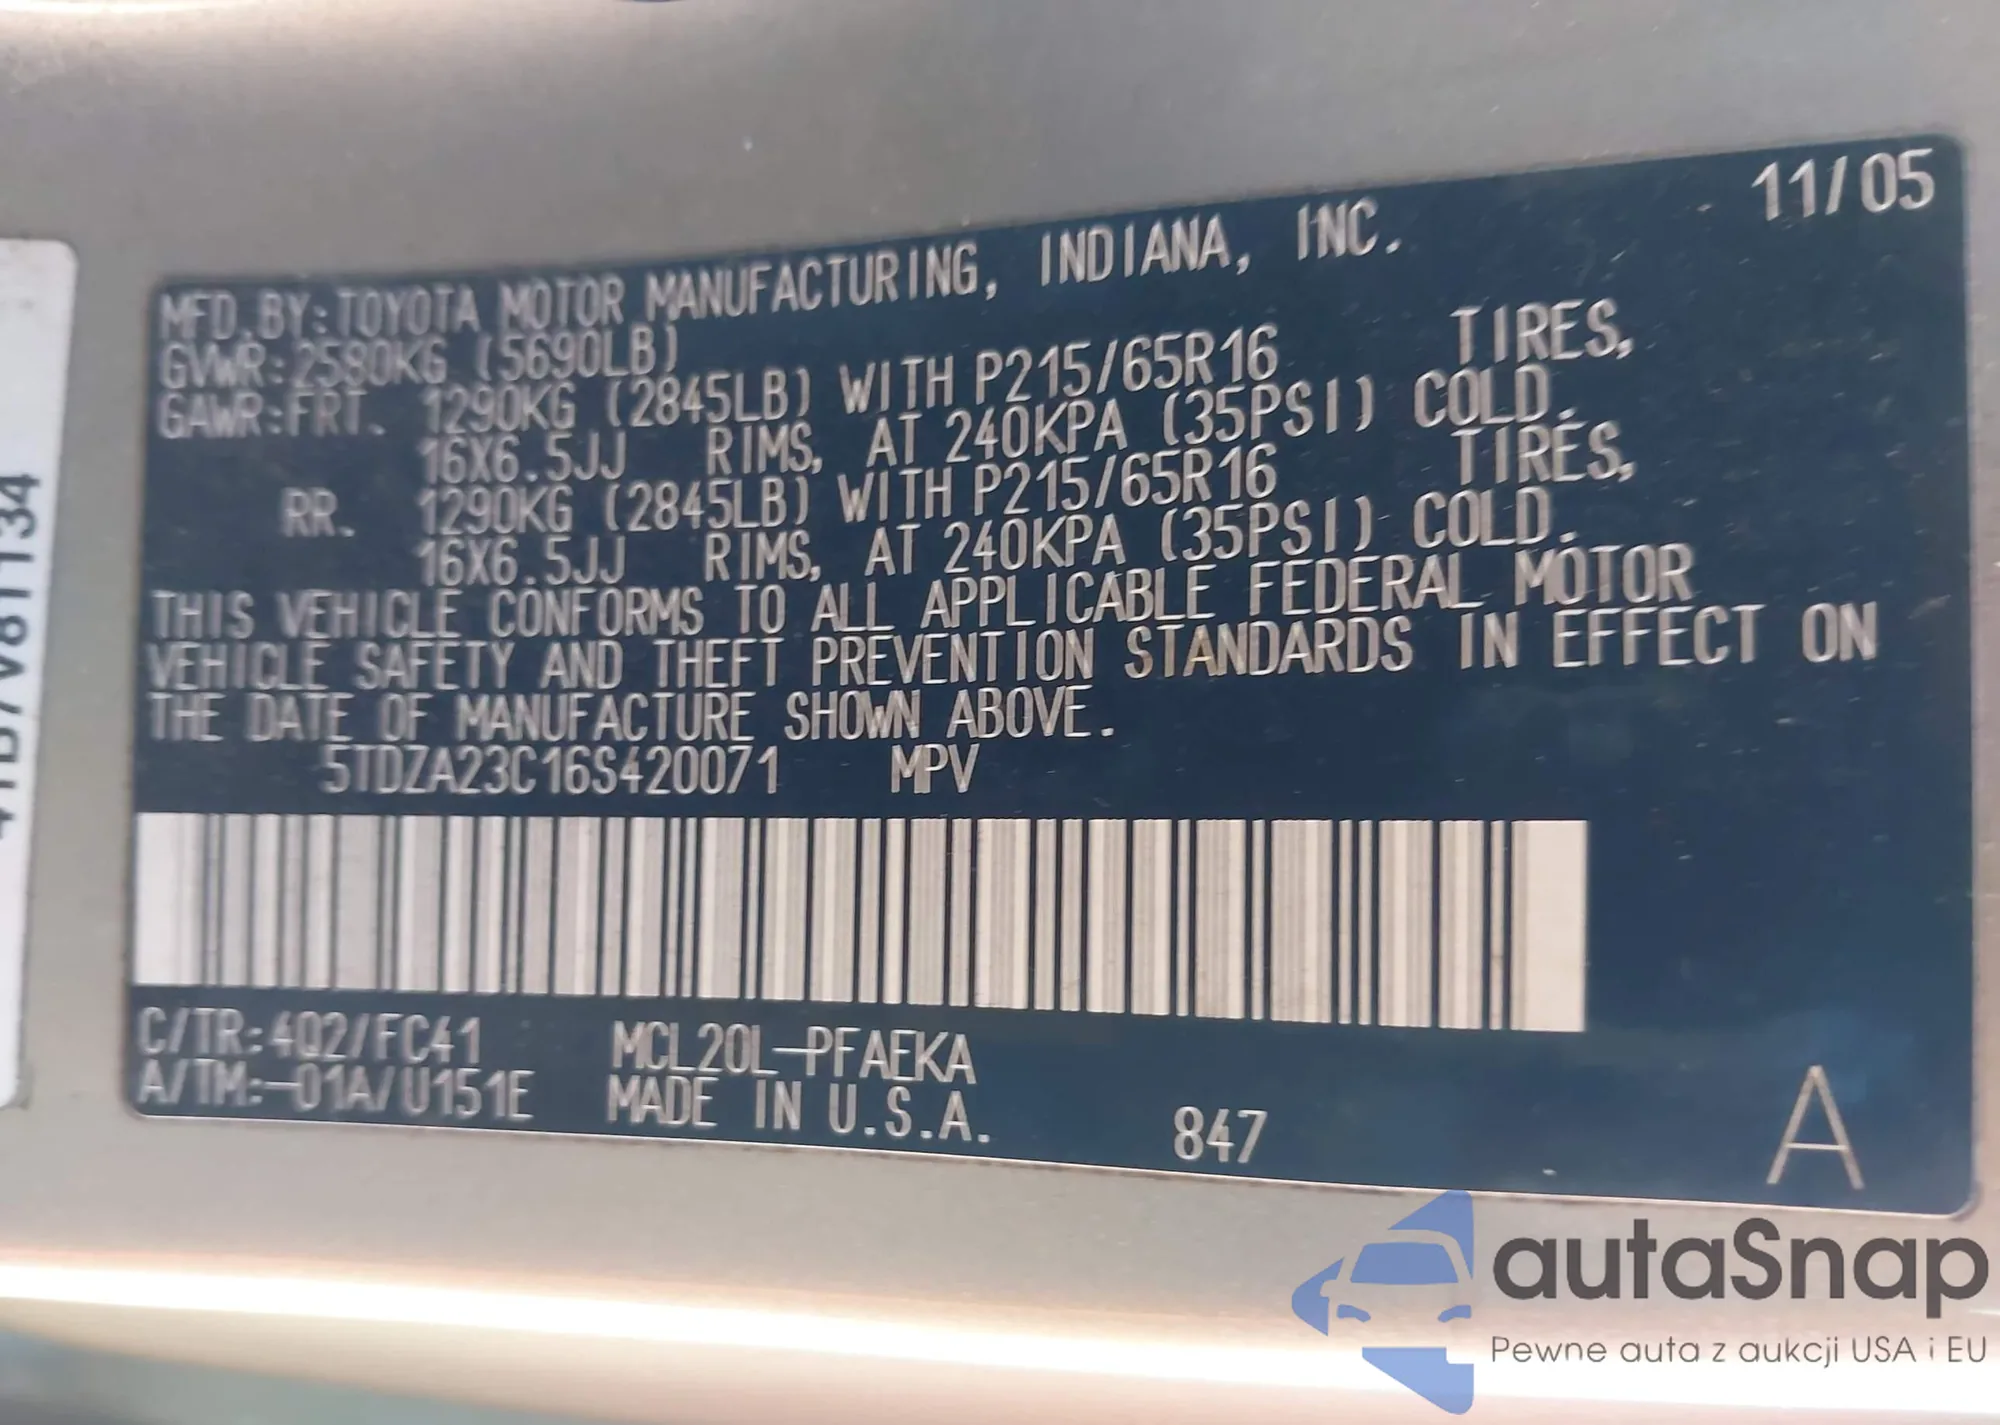 11/05
MFD.BY:TOYOTA MOTOR MANUFACTURING, INDIANA, INC.
GVWR:2580KG (5690LB)
GAWR:FRT. 1290KG (2845LB) WITH P215/65R16 TIRES,
16X6.5JJ RIMS, AT 240KPA (35PSI) COLD.
RR. 1290KG (2845LB) WITH P215/65R16 TIRES,
16X6.5JJ RIMS, AT 240KPA (35PSI) COLD.
THIS VEHICLE CONFORMS TO ALL APPLICABLE FEDERAL MOTOR
VEHICLE SAFETY AND THEFT PREVENTION STANDARDS IN EFFECT ON
THE DATE OF MANUFACTURE SHOWN ABOVE.
5TDZA23C16S420071 MPV
C/TR:4Q2/FC41 MCL20L-PFAEKA
A/TM:-01A/U151E MADE IN U.S.A. 847 A
autaSnap
Pewne auta z aukcji USA i EU